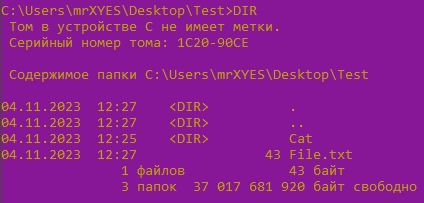 C:\Users\mrXYES\Desktop\Test>DIR
Том в устройстве C не имеет метки.
Серийный номер тома: 1C20-90CE
Содержимое папки C:\Users\mrXYES\Desktop\Test
04.11.2023  12:27    <DIR>          .
04.11.2023  12:27    <DIR>          ..
04.11.2023  12:25    <DIR>          Cat
04.11.2023  12:27                43 File.txt
1 файлов             43 байт
3 папок  37 017 681 920 байт свободно